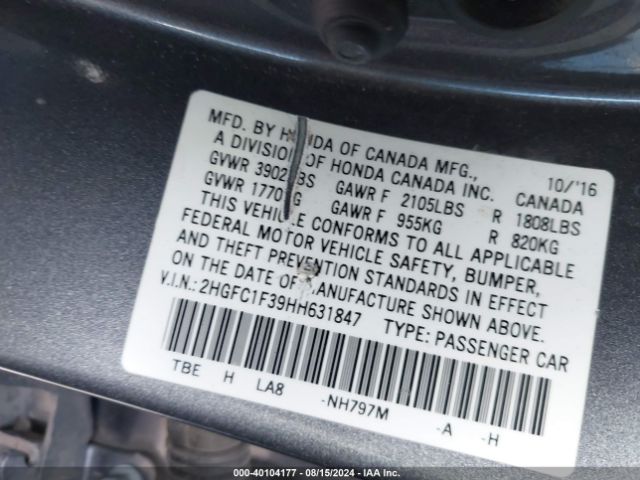 MFD. BY HONDA OF CANADA MFG., 10/'16
A DIVISION OF HONDA CANADA INC. CANADA
GVWR 3902LBS GAWR F 2105LBS R 1808LBS
GVWR 1770KG GAWR F 955KG R 820KG
THIS VEHICLE CONFORMS TO ALL APPLICABLE
FEDERAL MOTOR VEHICLE SAFETY, BUMPER,
AND THEFT PREVENTION STANDARDS IN EFFECT
ON THE DATE OF MANUFACTURE SHOWN ABOVE.
V.I.N.: 2HGFC1F39HH631847 TYPE: PASSENGER CAR
TBE H LA8 -NH797M -A -H
000-40104177 - 08/15/2024 - IAA Inc.